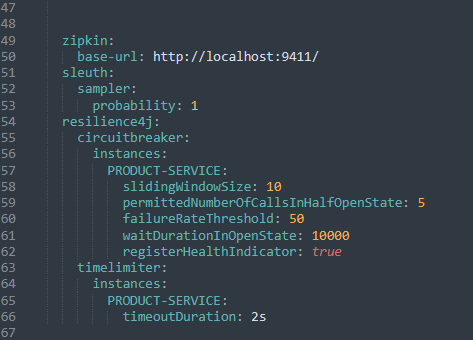 47
48
49 zipkin:
50 base-url: http://localhost:9411/
51 sleuth:
52 sampler:
53 probability: 1
54 resilience4j:
55 circuitbreaker:
56 instances:
57 PRODUCT-SERVICE:
58 slidingWindowSize: 10
59 permittedNumberOfCallsInHalfOpenState: 5
60 failureRateThreshold: 50
61 waitDurationInOpenState: 10000
62 registerHealthIndicator: true
63 timelimiter:
64 instances:
65 PRODUCT-SERVICE:
66 timeoutDuration: 2s
67